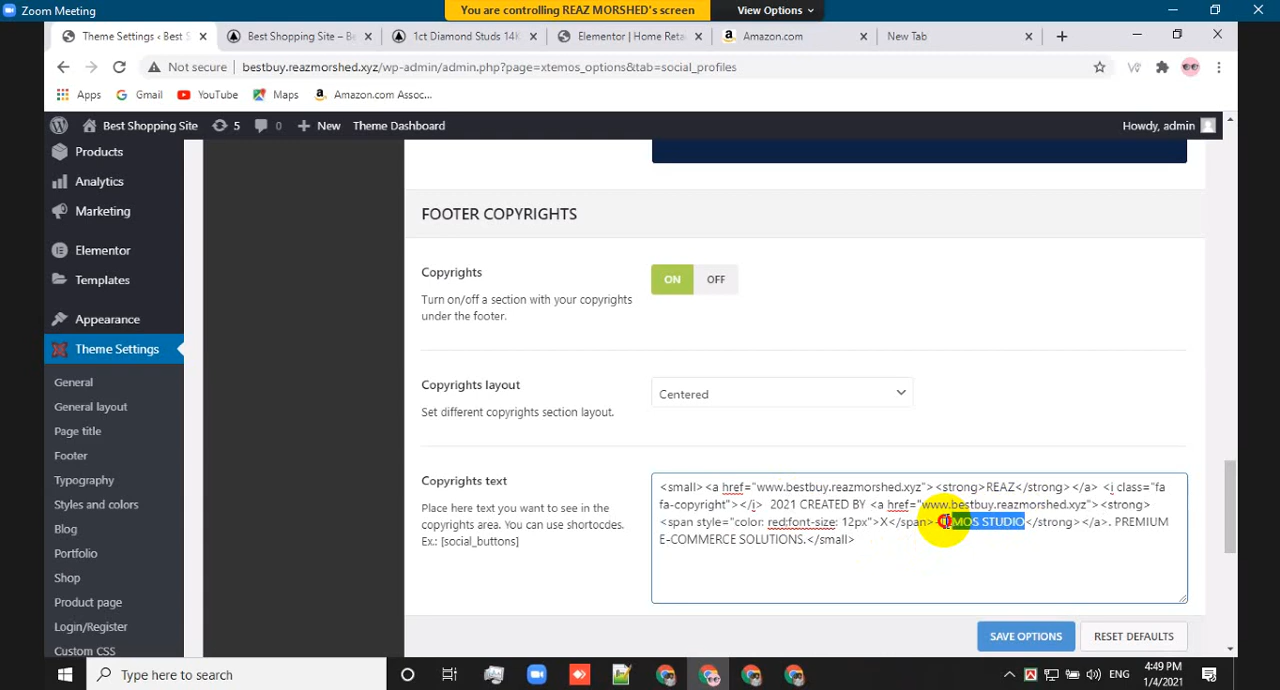 Zoom Meeting
You are controlling REAZ MORSHED's screen
View Options
Theme Settings ‹ Best S
Best Shopping Site – Be
1ct Diamond Studs 14K
Elementor | Home Reta
Amazon.com
New Tab
Not secure
bestbuy.reazmorshed.xyz/wp-admin/admin.php?page=xtemos_options&tab=social_profiles
Apps
Gmail
YouTube
Maps
Amazon.com Assoc...
Best Shopping Site
5
0
New
Theme Dashboard
Howdy, admin
Products
Analytics
Marketing
Elementor
Templates
Appearance
Theme Settings
General
General layout
Page title
Footer
Typography
Styles and colors
Blog
Portfolio
Shop
Product page
Login/Register
Custom CSS
FOOTER COPYRIGHTS
Copyrights
Turn on/off a section with your copyrights
under the footer.
ON
OFF
Copyrights layout
Set different copyrights section layout.
Centered
Copyrights text
Place here text you want to see in the
copyrights area. You can use shortocdes.
Ex.: [social_buttons]
<small><a href="www.bestbuy.reazmorshed.xyz"><strong>REAZ</strong></a> <i class="fa
fa-copyright"></i> 2021 CREATED BY <a href="www.bestbuy.reazmorshed.xyz"><strong>
<span style="color: red;font-size: 12px">X</span>-MOS STUDIO</strong></a>. PREMIUM
E-COMMERCE SOLUTIONS.</small>
SAVE OPTIONS
RESET DEFAULTS
Type here to search
ENG
4:49 PM
1/4/2021